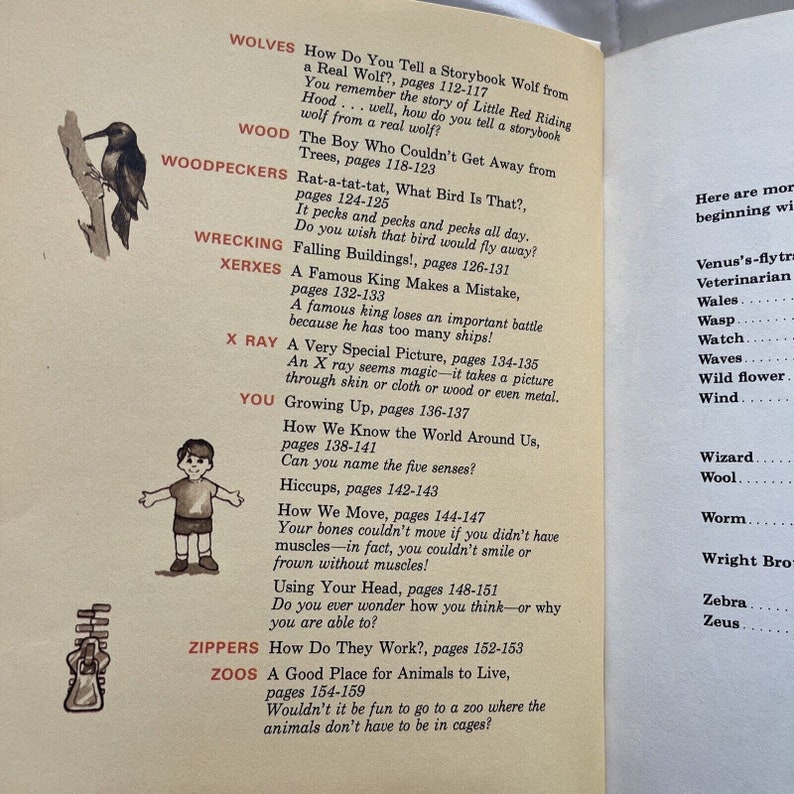 WOLVES How Do You Tell a Storybook Wolf from
a Real Wolf?, pages 112-117
You remember the story of Little Red Riding
Hood . . . well, how do you tell a storybook
wolf from a real wolf?
WOOD The Boy Who Couldn't Get Away from
Trees, pages 118-123
WOODPECKERS Rat-a-tat-tat, What Bird Is That?,
pages 124-125
It pecks and pecks and pecks all day.
Do you wish that bird would fly away?
WRECKING Falling Buildings!, pages 126-131
XERXES A Famous King Makes a Mistake,
pages 132-133
A famous king loses an important battle
because he has too many ships!
X RAY A Very Special Picture, pages 134-135
An X ray seems magic—it takes a picture
through skin or cloth or wood or even metal.
YOU Growing Up, pages 136-137
How We Know the World Around Us,
pages 138-141
Can you name the five senses?
Hiccups, pages 142-143
How We Move, pages 144-147
Your bones couldn't move if you didn't have
muscles—in fact, you couldn't smile or
frown without muscles!
Using Your Head, pages 148-151
Do you ever wonder how you think—or why
you are able to?
ZIPPERS How Do They Work?, pages 152-153
ZOOS A Good Place for Animals to Live,
pages 154-159
Wouldn't it be fun to go to a zoo where the
animals don't have to be in cages?
Here are mor
beginning wi
Venus's-flytra
Veterinarian
Wales . . . . . . .
Wasp . . . . . . .
Watch . . . . . .
Waves . . . . . .
Wild flower .
Wind . . . . . . .
Wizard . . . . .
Wool . . . . . . .
Worm . . . . . .
Wright Bro
Zebra . . . . . .
Zeus . . . . . . .